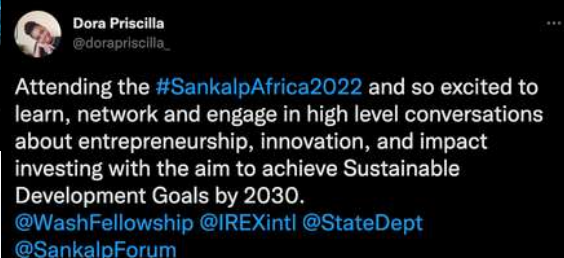 Dora Priscilla
@dorapriscilla_
Attending the #SankalpAfrica2022 and so excited to
learn, network and engage in high level conversations
about entrepreneurship, innovation, and impact
investing with the aim to achieve Sustainable
Development Goals by 2030.
@WashFellowship @IREXintl @StateDept
@SankalpForum